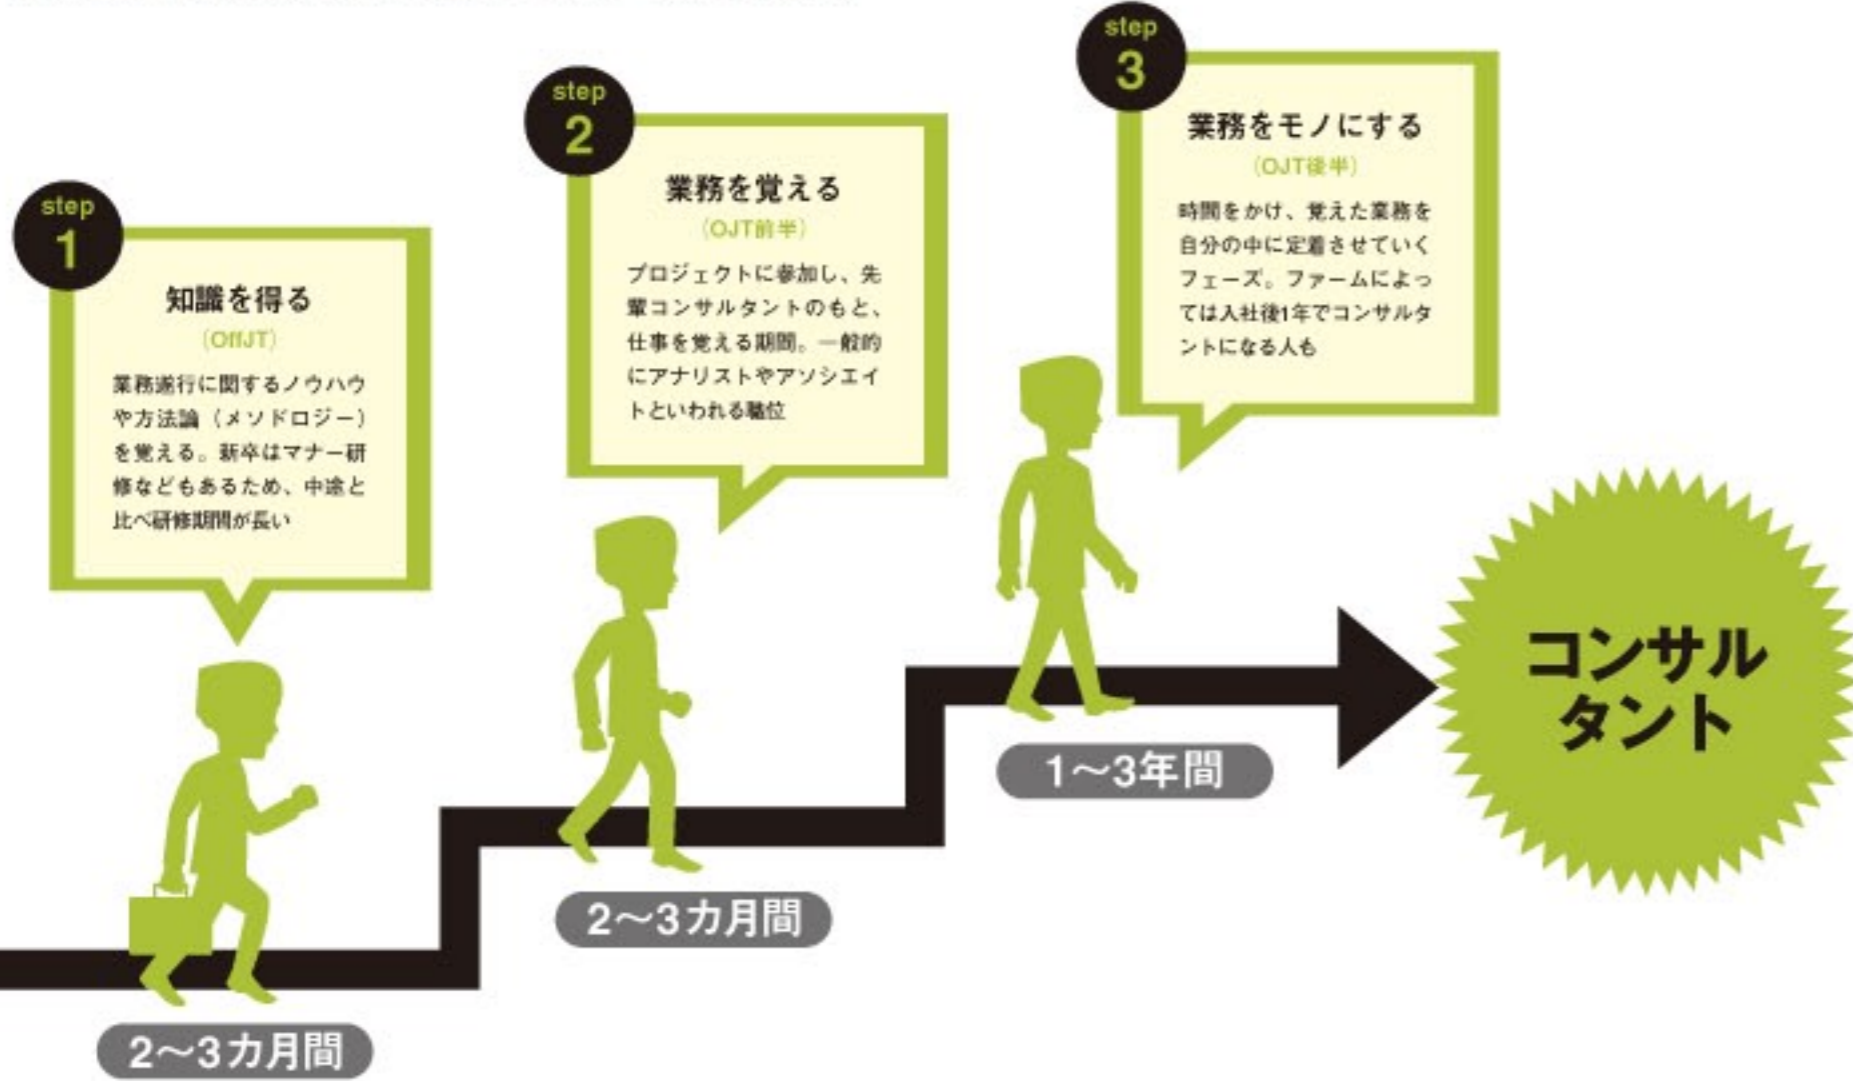 step
1
知識を得る
（OffJT）
業務遂行に関するノウハウ
や方法論（メソドロジー）
を覚える。新卒はマナー研
修などもあるため、中途と
比べ研修期間が長い
2〜3カ月間
step
2
業務を覚える
（OJT前半）
プロジェクトに参加し、先
輩コンサルタントのもと、
仕事を覚える期間。一般的
にアナリストやアソシエイ
トといわれる職位
2〜3カ月間
step
3
業務をモノにする
（OJT後半）
時間をかけ、覚えた業務を
自分の中に定着させていく
フェーズ。ファームによっ
ては入社後1年でコンサルタ
ントになる人も
1〜3年間
コンサル
タント